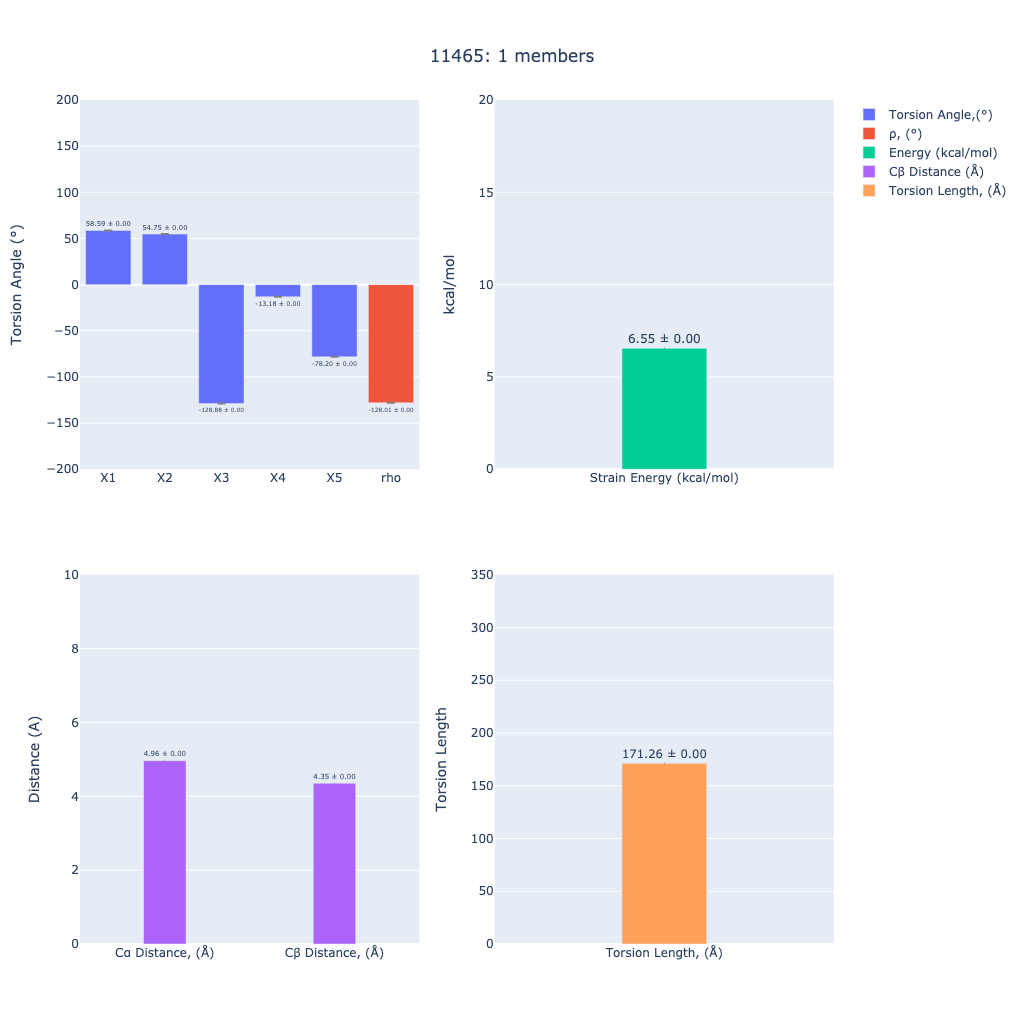 11465: 1 members
200
150
100
50
0
−50
−100
−150
−200
Torsion Angle (°)
58.59 ± 0.00
54.75 ± 0.00
-128.88 ± 0.00
-13.18 ± 0.00
-78.20 ± 0.00
-128.01 ± 0.00
X1 X2 X3 X4 X5 rho
20
15
10
5
0
kcal/mol
6.55 ± 0.00
Strain Energy (kcal/mol)
Torsion Angle,(°)
ρ, (°)
Energy (kcal/mol)
Cβ Distance (Å)
Torsion Length, (Å)
10
8
6
4
2
0
Distance (A)
4.96 ± 0.00
4.35 ± 0.00
Cα Distance, (Å) Cβ Distance, (Å)
350
300
250
200
150
100
50
0
Torsion Length
171.26 ± 0.00
Torsion Length, (Å)